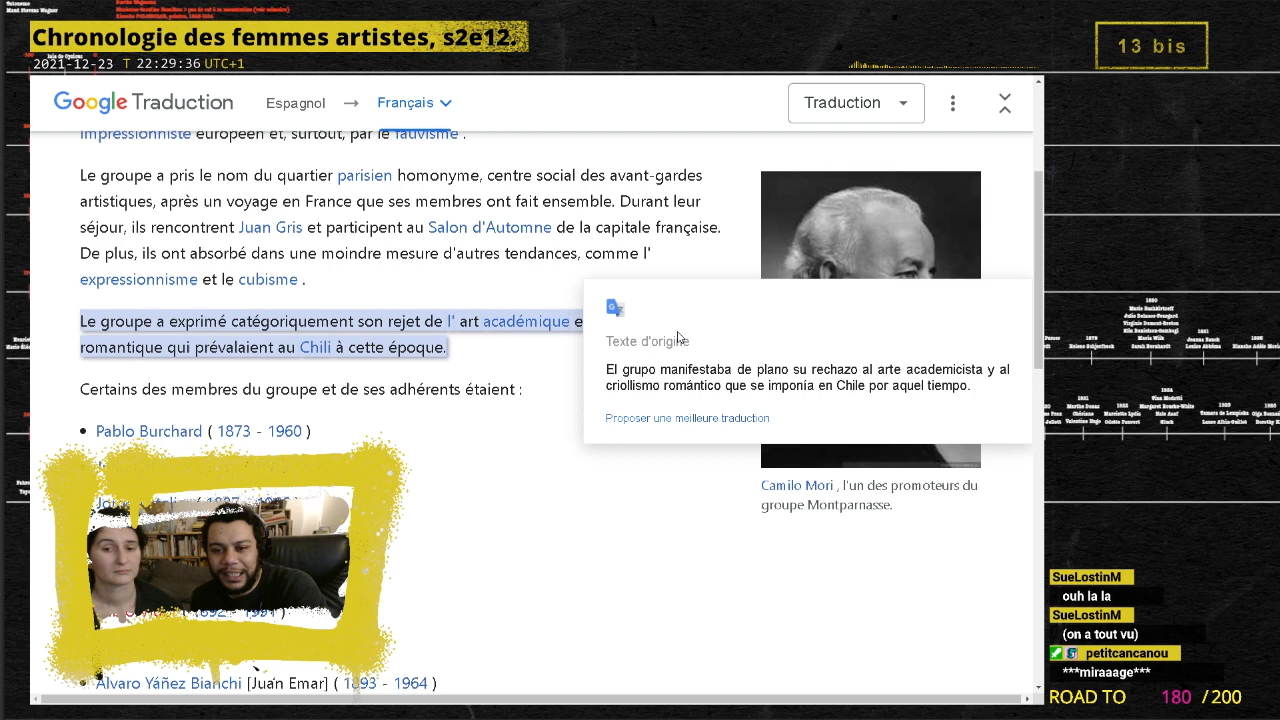 Chronologie des femmes artistes, s2e12.
2021-12-23 T 22:29:36 UTC+1
13 bis
Google Traduction
Espagnol → Français
Traduction
impressionniste européen et, surtout, par le fauvisme .
Le groupe a pris le nom du quartier parisien homonyme, centre social des avant-gardes
artistiques, après un voyage en France que ses membres ont fait ensemble. Durant leur
séjour, ils rencontrent Juan Gris et participent au Salon d'Automne de la capitale française.
De plus, ils ont absorbé dans une moindre mesure d'autres tendances, comme l'
expressionnisme et le cubisme .
Le groupe a exprimé catégoriquement son rejet de l' art académique e
romantique qui prévalaient au Chili à cette époque.
Texte d'origine
El grupo manifestaba de plano su rechazo al arte academicista y al
criollismo romántico que se imponía en Chile por aquel tiempo.
Proposer une meilleure traduction
Certains des membres du groupe et de ses adhérents étaient :
• Pablo Burchard ( 1873 - 1960 )
• Álvaro Yáñez Bianchi [Juan Emar] ( 1893 - 1964 )
Camilo Mori , l'un des promoteurs du
groupe Montparnasse.
SueLostinM
ouh la la
SueLostinM
(on a tout vu)
petitcancanou
***miraaage***
ROAD TO 180 / 200